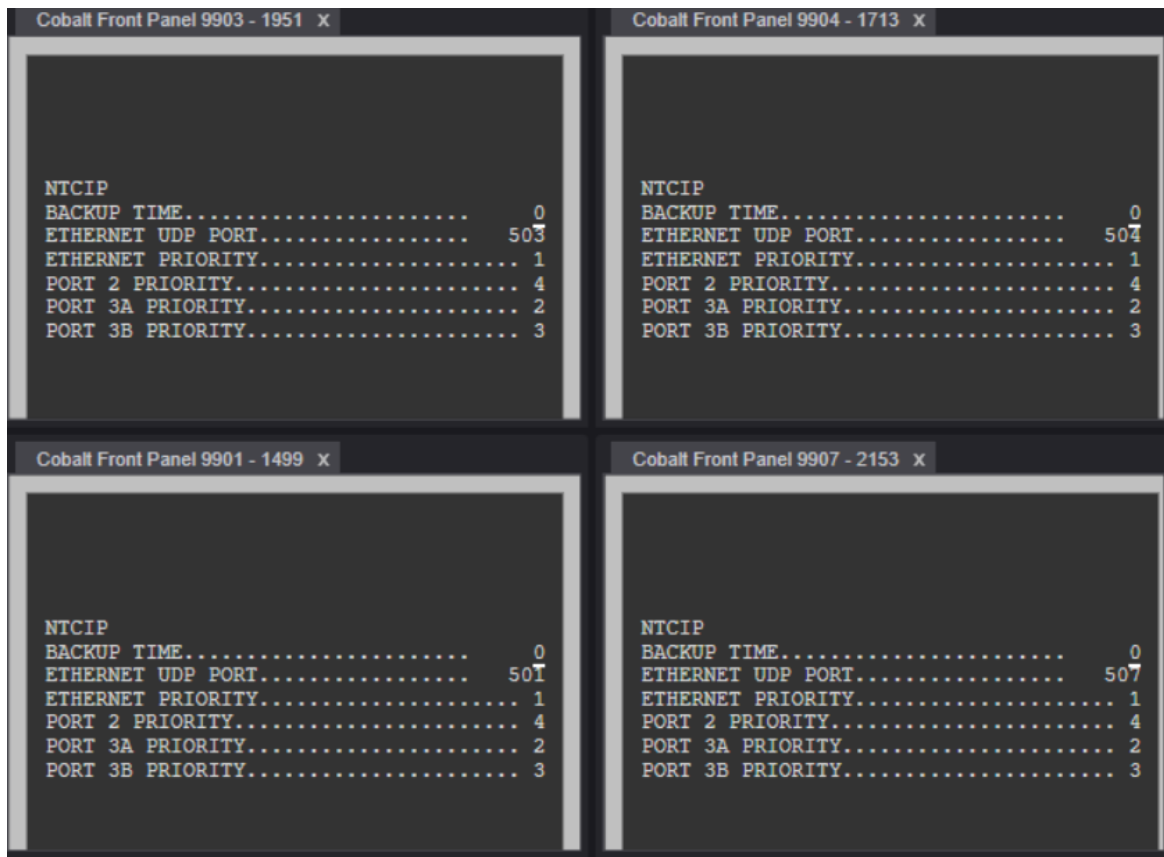 Cobalt Front Panel 9903 - 1951 x
NTCIP
BACKUP TIME....................... 0
ETHERNET UDP PORT................. 503
ETHERNET PRIORITY..................... 1
PORT 2 PRIORITY....................... 4
PORT 3A PRIORITY...................... 2
PORT 3B PRIORITY...................... 3
Cobalt Front Panel 9904 - 1713 x
NTCIP
BACKUP TIME....................... 0
ETHERNET UDP PORT................. 504
ETHERNET PRIORITY..................... 1
PORT 2 PRIORITY....................... 4
PORT 3A PRIORITY...................... 2
PORT 3B PRIORITY...................... 3
Cobalt Front Panel 9901 - 1499 x
NTCIP
BACKUP TIME....................... 0
ETHERNET UDP PORT................. 501
ETHERNET PRIORITY..................... 1
PORT 2 PRIORITY....................... 4
PORT 3A PRIORITY...................... 2
PORT 3B PRIORITY...................... 3
Cobalt Front Panel 9907 - 2153 x
NTCIP
BACKUP TIME....................... 0
ETHERNET UDP PORT................. 507
ETHERNET PRIORITY..................... 1
PORT 2 PRIORITY....................... 4
PORT 3A PRIORITY...................... 2
PORT 3B PRIORITY...................... 3